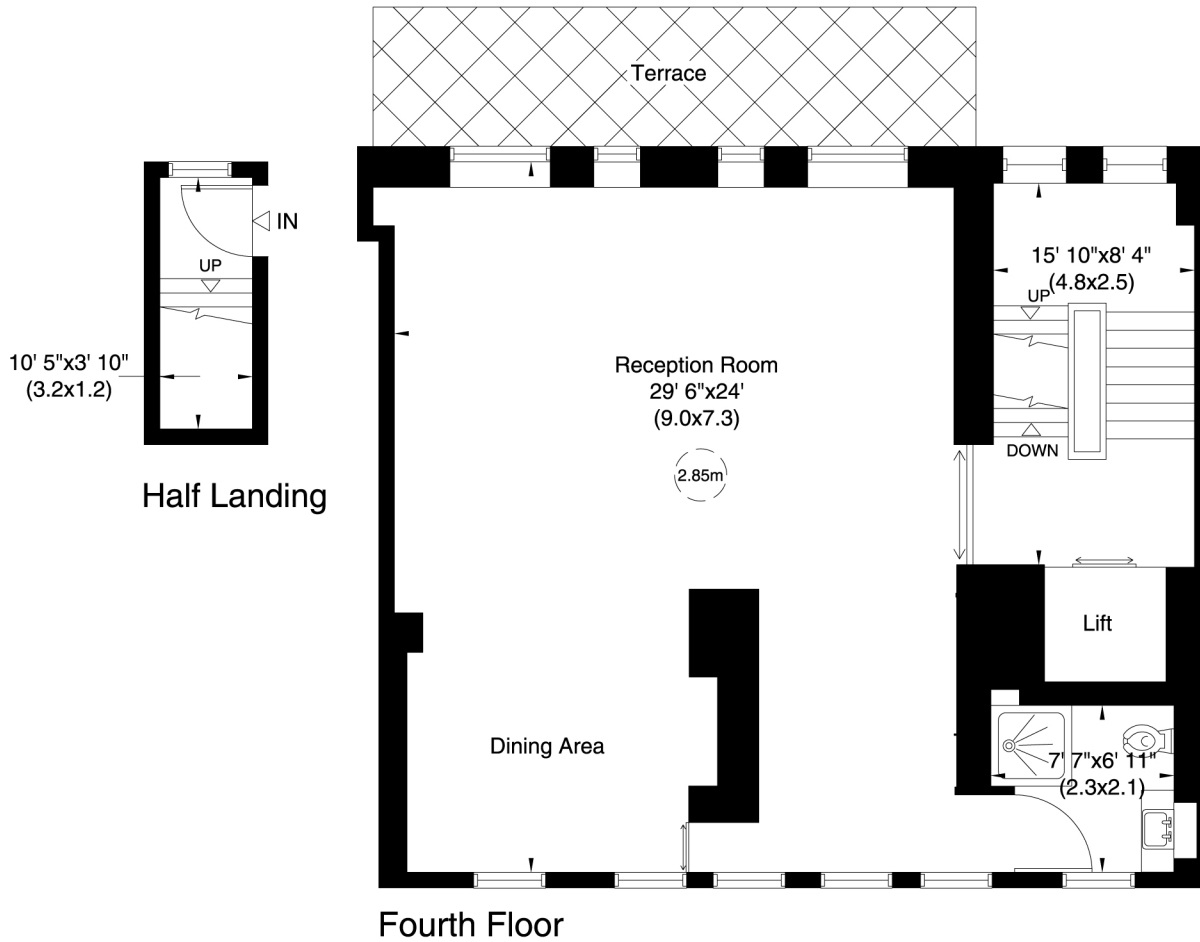 Terrace
IN
UP
10' 5"x3' 10"
(3.2x1.2)
Half Landing
15' 10"x8' 4"
(4.8x2.5)
UP
DOWN
Reception Room
29' 6"x24'
(9.0x7.3)
2.85m
Lift
Dining Area
7' 7"x6' 11"
(2.3x2.1)
Fourth Floor